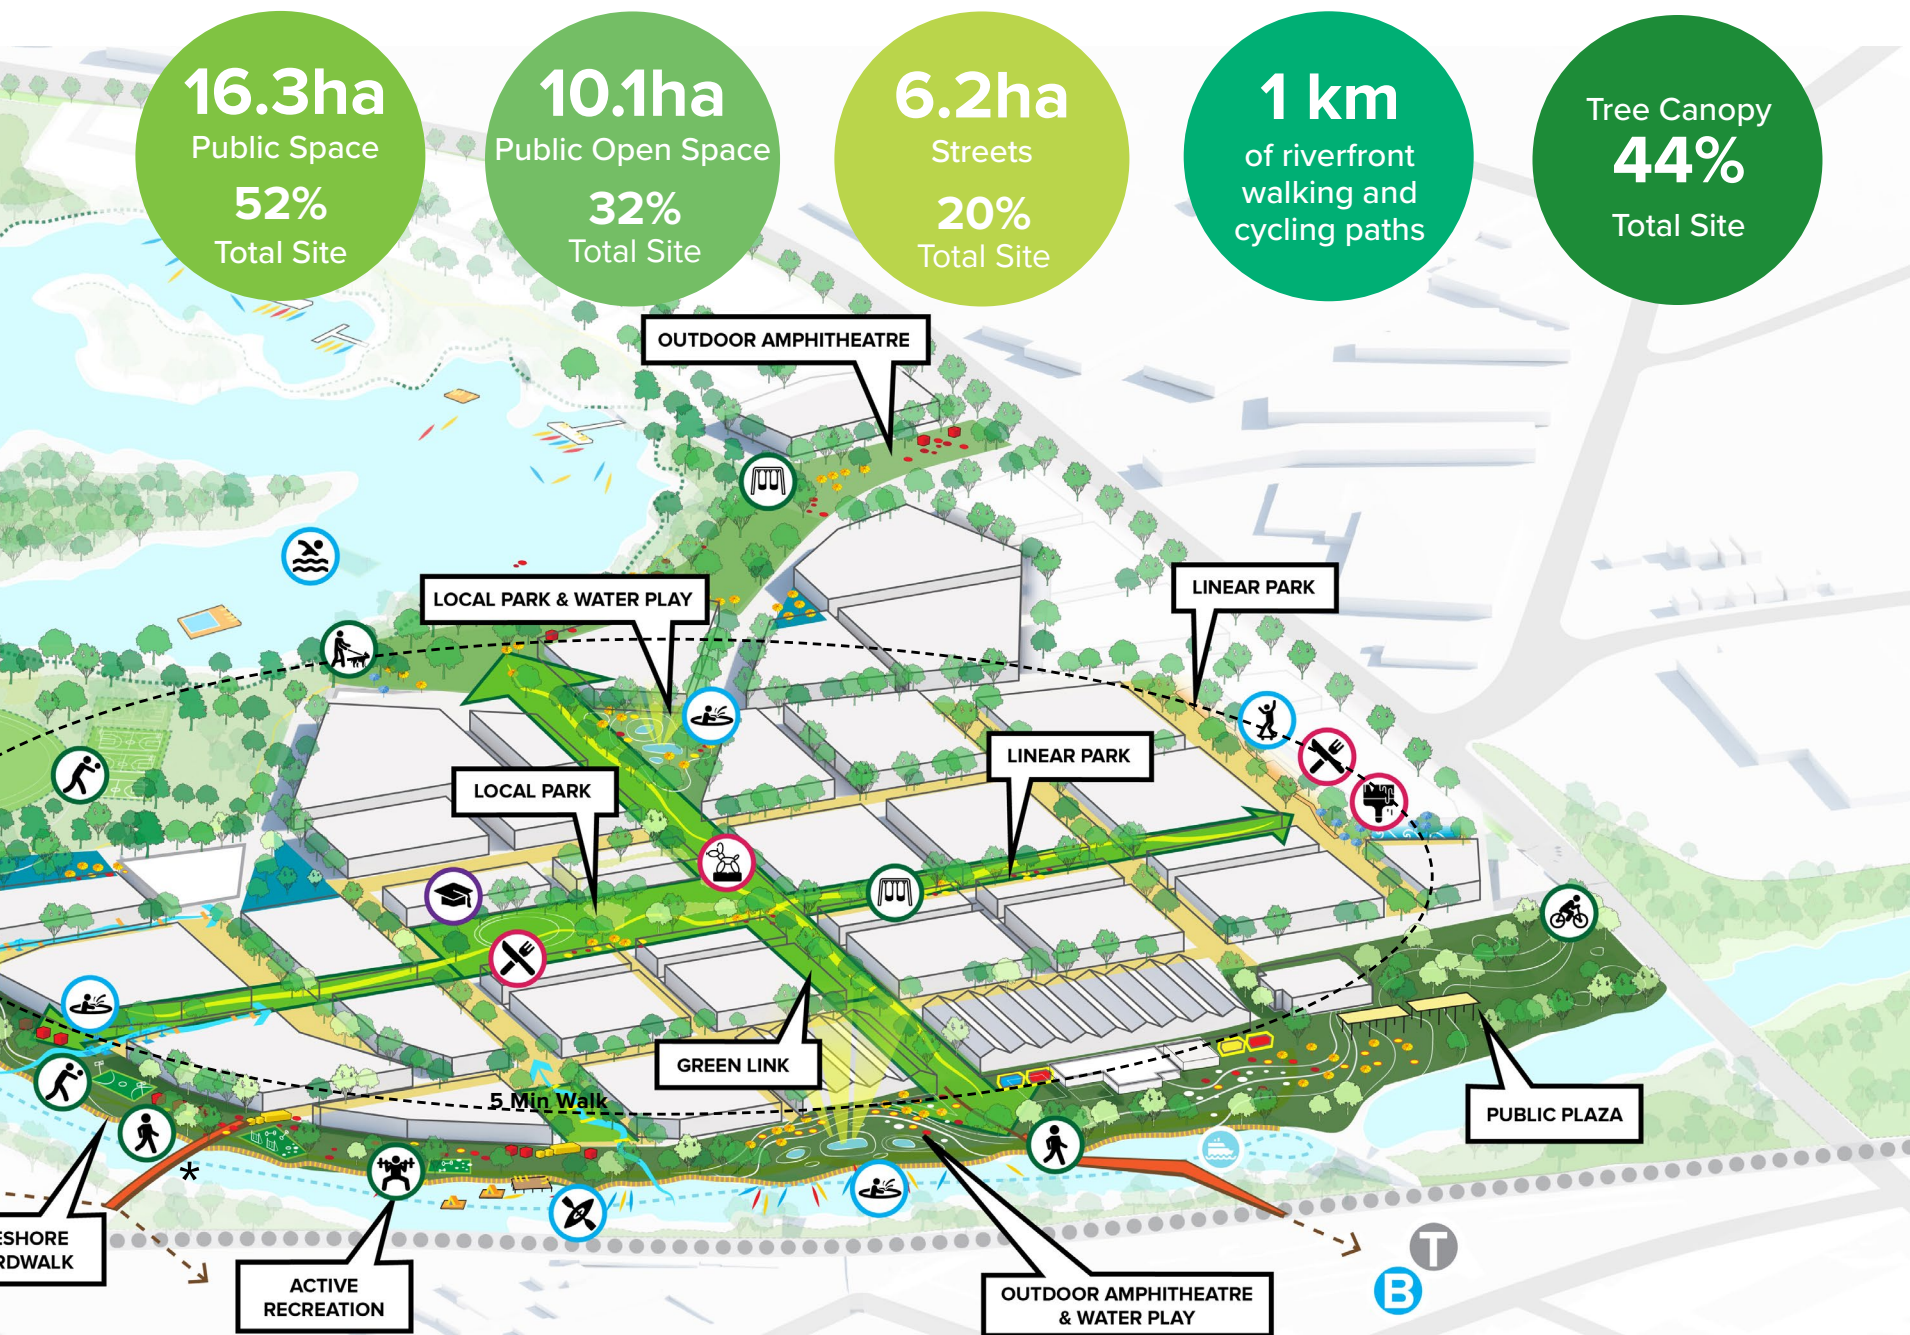 16.3ha
Public Space
52%
Total Site
10.1ha
Public Open Space
32%
Total Site
6.2ha
Streets
20%
Total Site
1 km
of riverfront
walking and
cycling paths
Tree Canopy
44%
Total Site
OUTDOOR AMPHITHEATRE
LOCAL PARK & WATER PLAY
LINEAR PARK
LINEAR PARK
LOCAL PARK
GREEN LINK
5 Min Walk
PUBLIC PLAZA
*
ESHORE
RDWALK
ACTIVE
RECREATION
OUTDOOR AMPHITHEATRE
& WATER PLAY
T
B